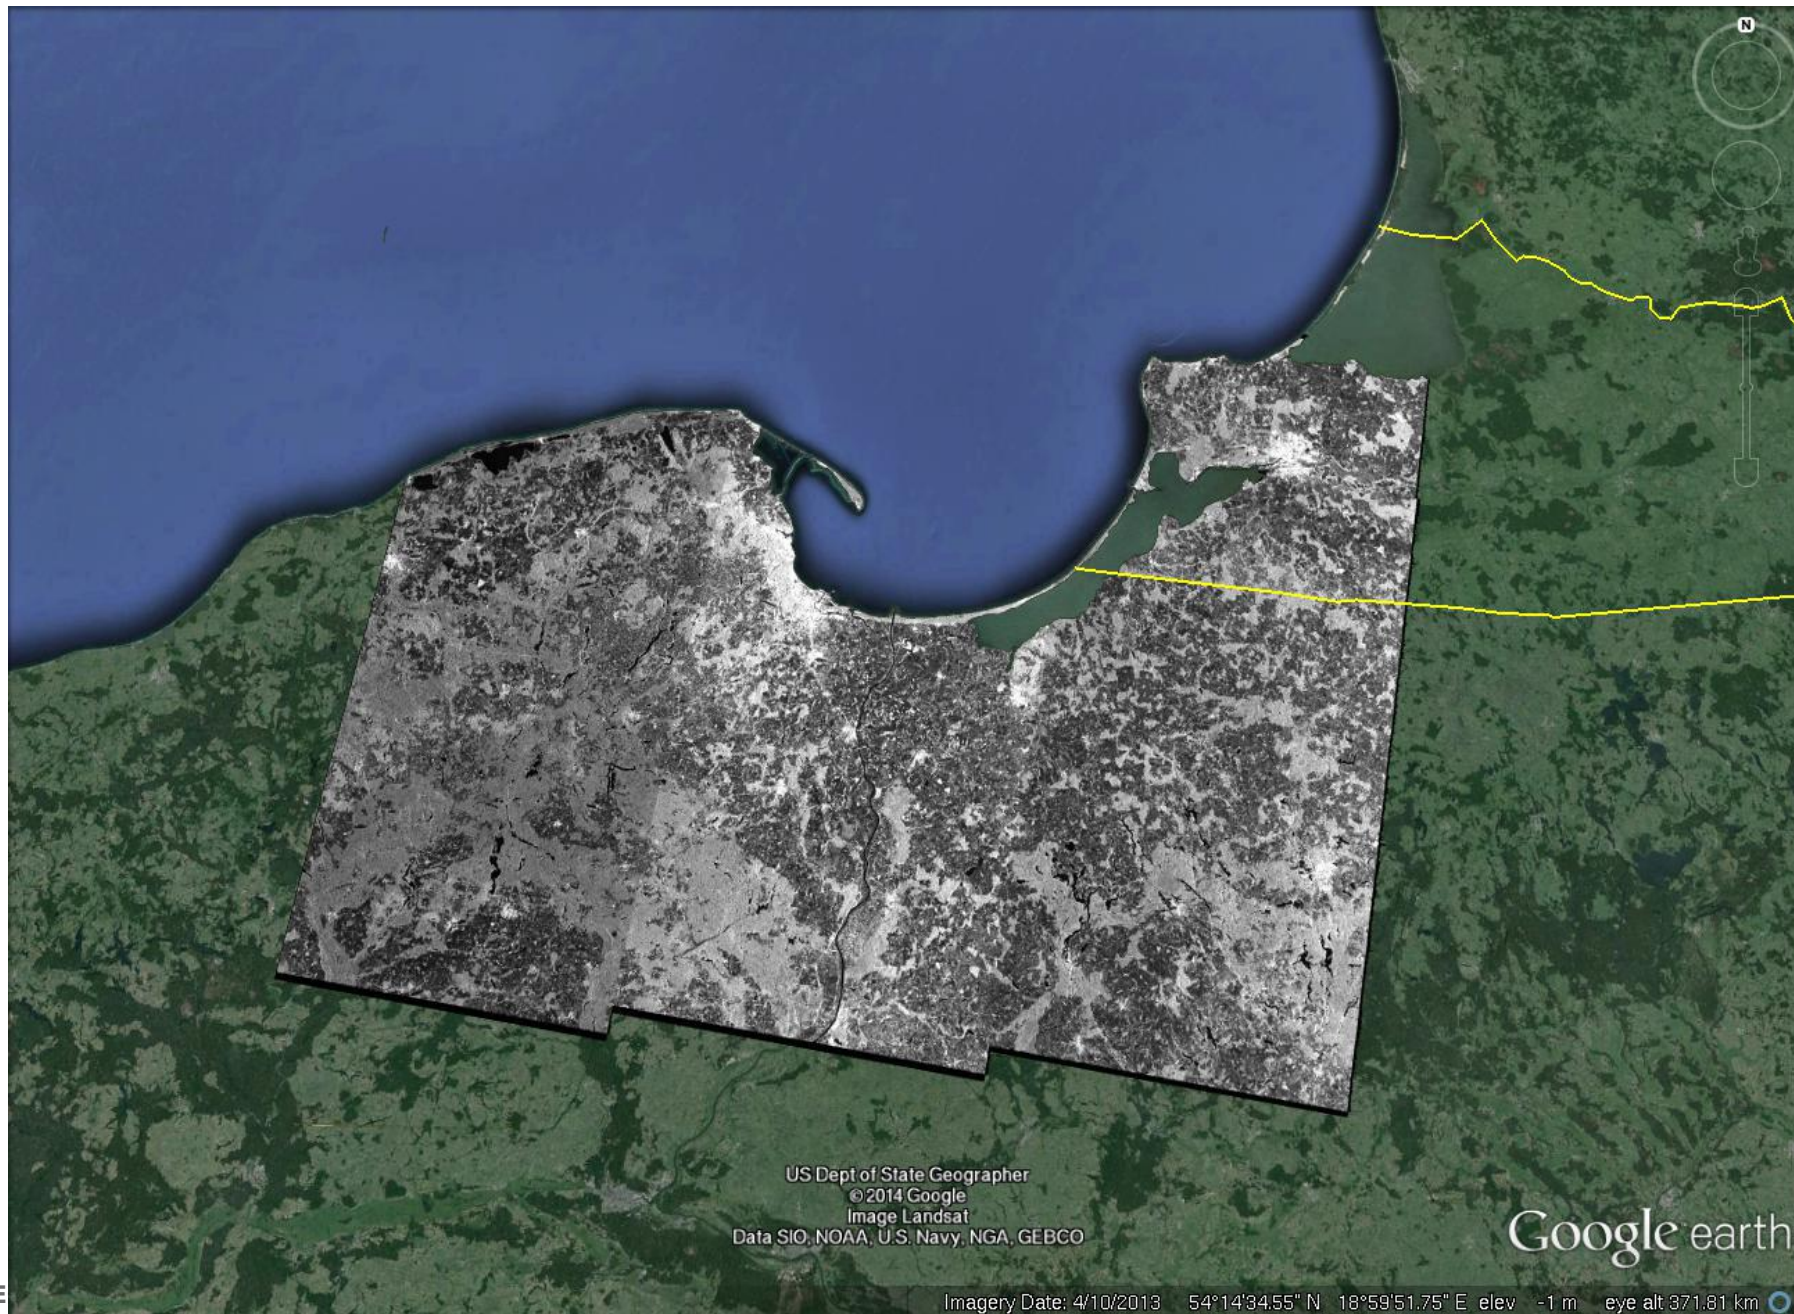 N
US Dept of State Geographer
© 2014 Google
Image Landsat
Data SIO, NOAA, U.S. Navy, NGA, GEBCO
Google earth
Imagery Date: 4/10/2013 54°14'34.55" N 18°59'51.75" E elev -1 m eye alt 371.81 km